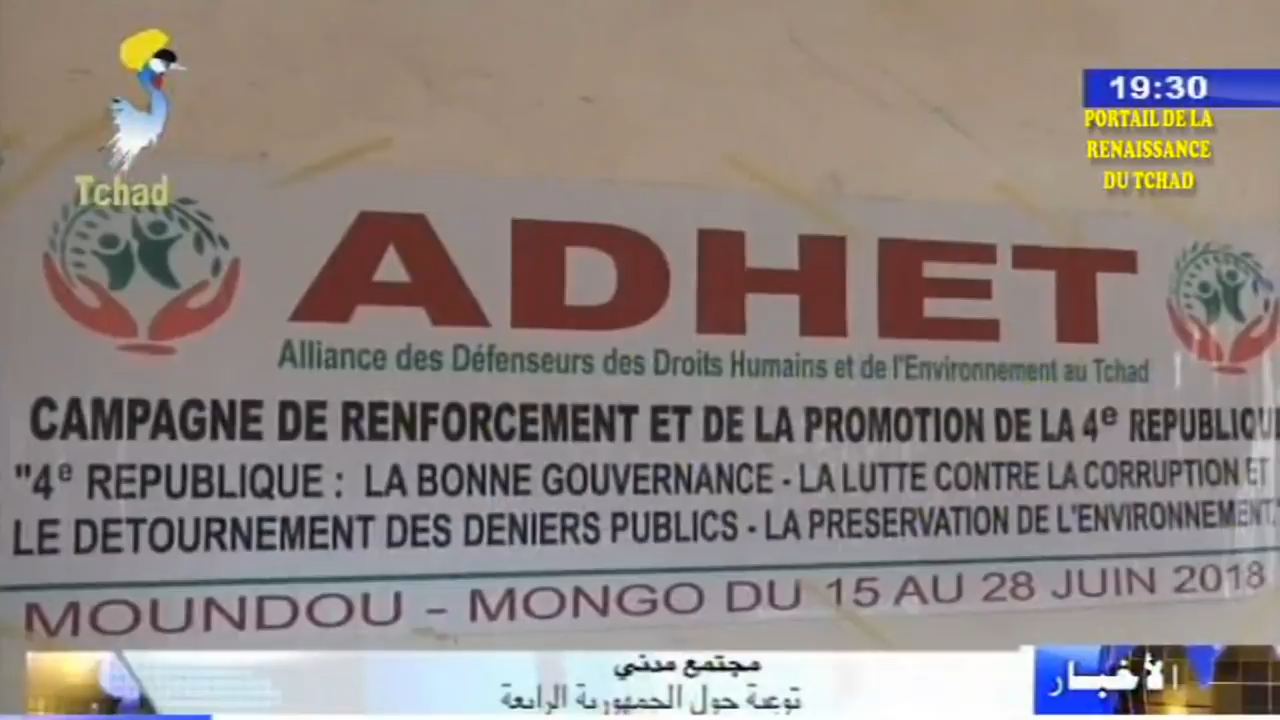 Tchad
19:30
PORTAIL DE LA
RENAISSANCE
DU TCHAD
ADHET
Alliance des Défenseurs des Droits Humains et de l'Environnement au Tchad
CAMPAGNE DE RENFORCEMENT ET DE LA PROMOTION DE LA 4e REPUBLIQU
"4e REPUBLIQUE : LA BONNE GOUVERNANCE - LA LUTTE CONTRE LA CORRUPTION ET
LE DETOURNEMENT DES DENIERS PUBLICS - LA PRESERVATION DE L'ENVIRONNEMENT
MOUNDOU - MONGO DU 15 AU 28 JUIN 2018
مجتمع مدني
توعية حول الجمهورية الرابعة
الأخبار